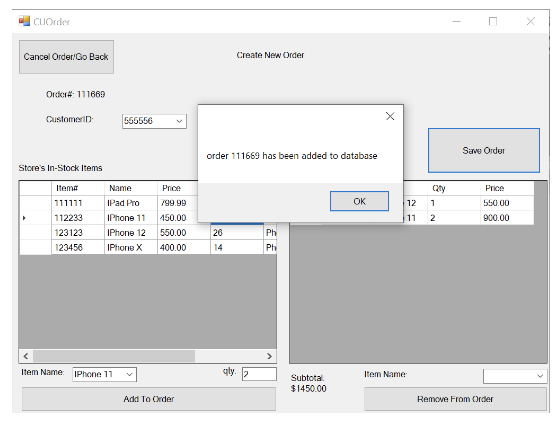 CUOrder
Cancel Order/Go Back
Create New Order
Order#: 111669
CustomerID:
555556
order 111669 has been added to database
OK
Save Order
Store's In-Stock Items
Item# Name Price
111111 IPad Pro 799.99
112233 IPhone 11 450.00
123123 IPhone 12 550.00 26 Ph
123456 IPhone X 400.00 14 Ph
Qty Price
12 1 550.00
11 2 900.00
Item Name: IPhone 11 qty. 2
Add To Order
Subtotal:
$1450.00
Item Name:
Remove From Order